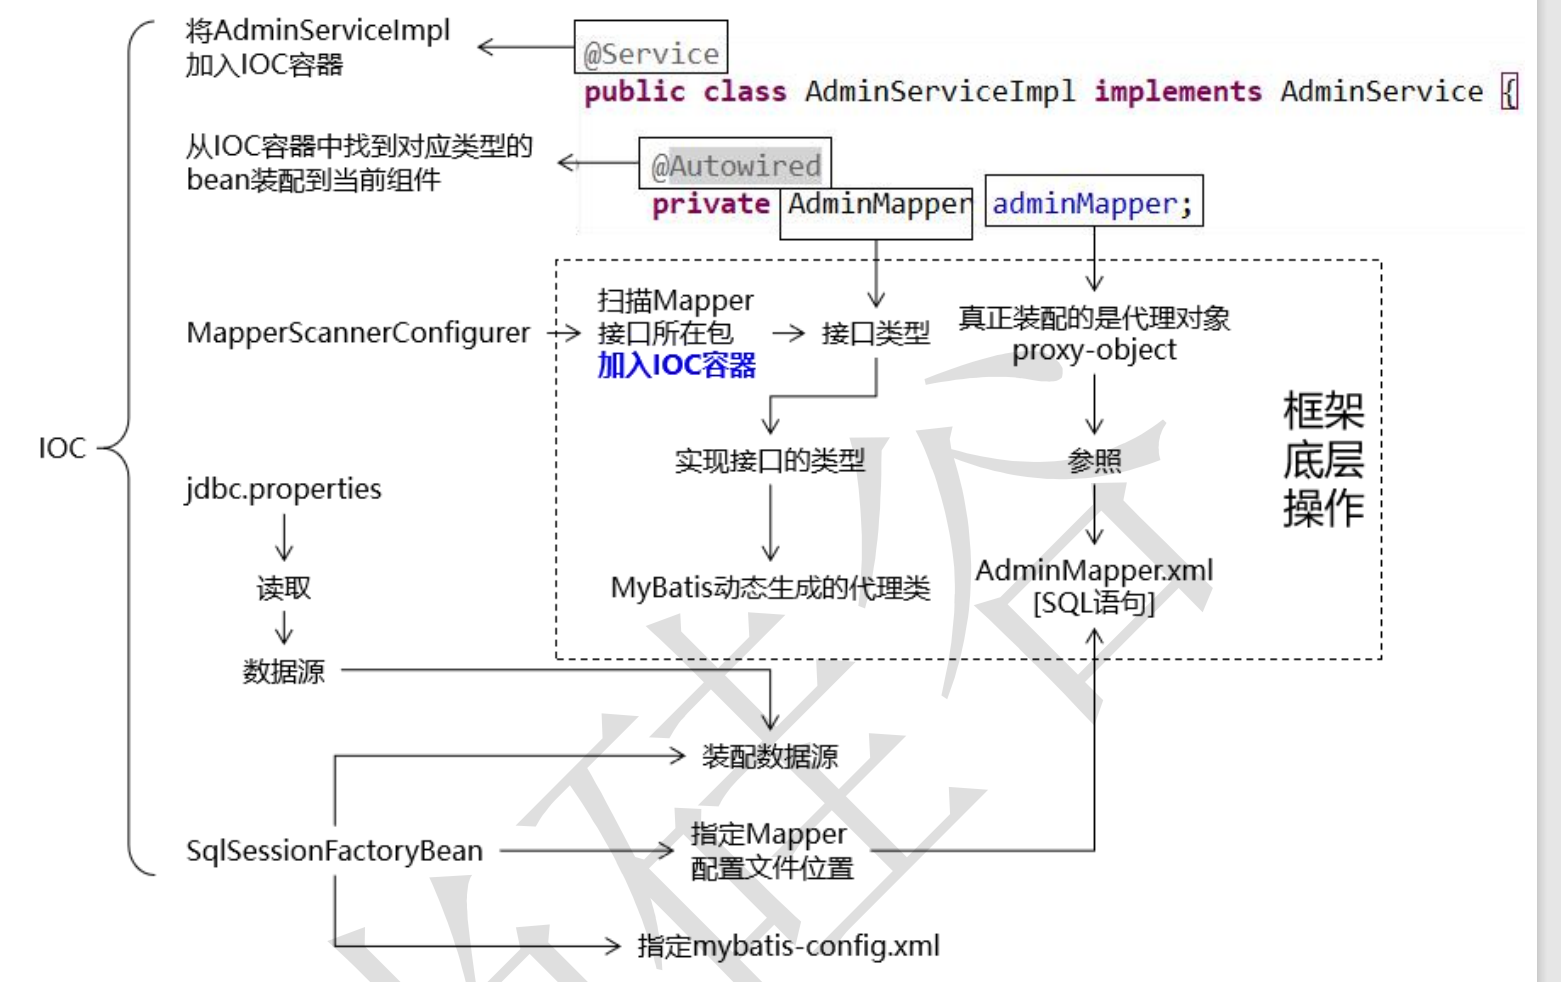 将AdminServiceImpl
加入IOC容器
@Service
public class AdminServiceImpl implements AdminService {
从IOC容器中找到对应类型的
bean装配到当前组件
@Autowired
private AdminMapper adminMapper;
MapperScannerConfigurer
扫描Mapper
接口所在包
加入IOC容器
接口类型
真正装配的是代理对象
proxy-object
框架
底层
操作
IOC
实现接口的类型
参照
jdbc.properties
读取
MyBatis动态生成的代理类
AdminMapper.xml
[SQL语句]
数据源
装配数据源
SqlSessionFactoryBean
指定Mapper
配置文件位置
指定mybatis-config.xml